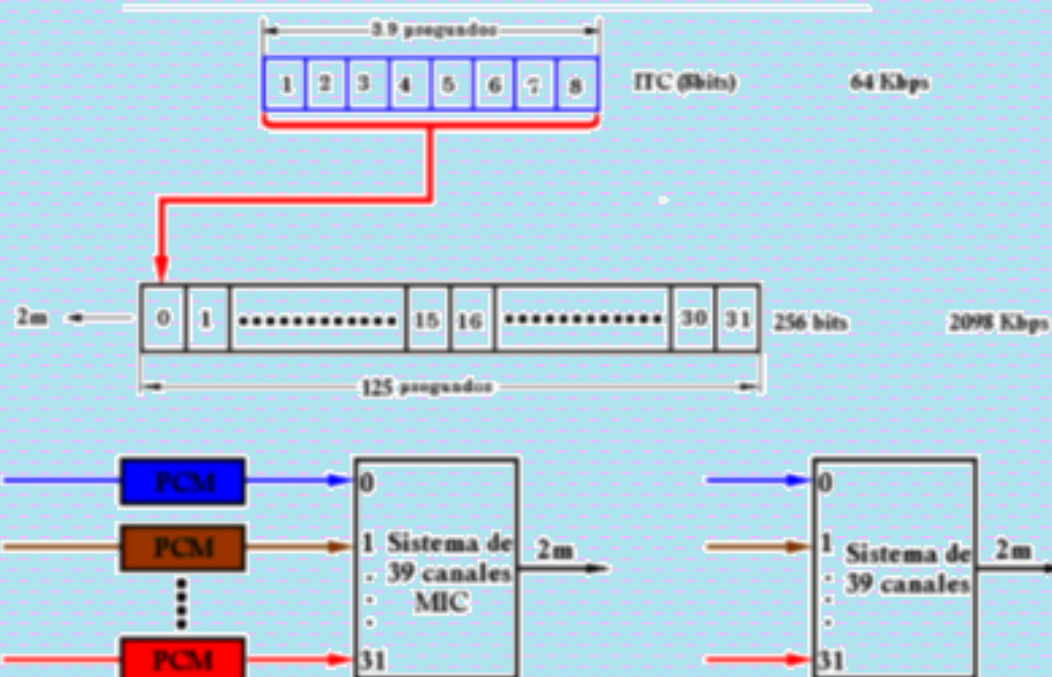 3.9 µsegundos
1 2 3 4 5 6 7 8
ITC (8bits)
64 Kbps
2m
0 1 15 16 30 31
256 bits
2098 Kbps
125 µsegundos
PCM
PCM
PCM
0
1 Sistema de
39 canales
MIC
31
2m
0
1 Sistema de
39 canales
31
2m